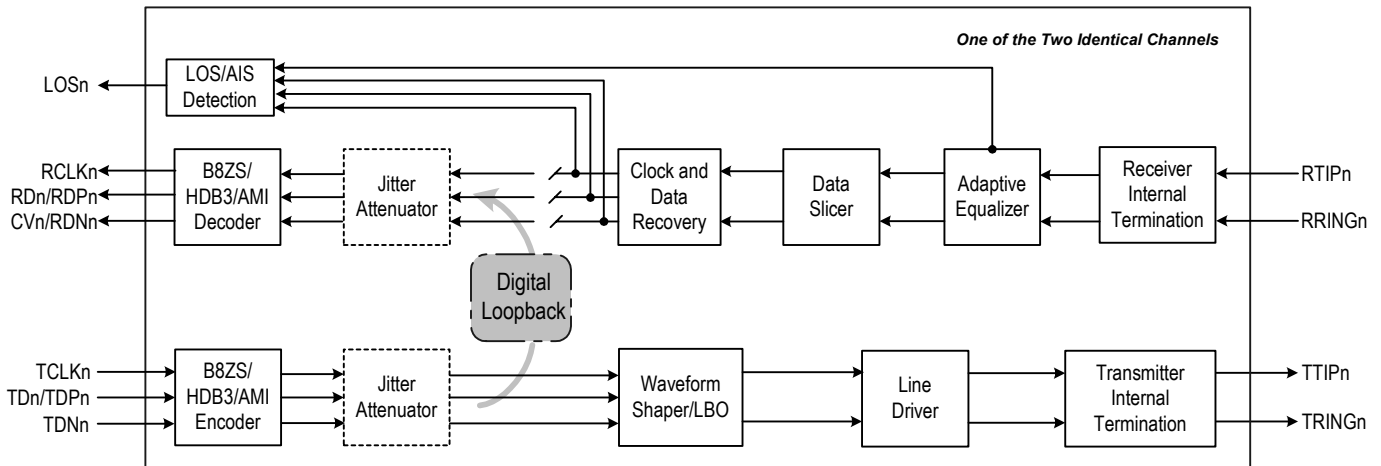 One of the Two Identical Channels
LOSn
LOS/AIS
Detection
RCLKn
RDn/RDPn
CVn/RDNn
B8ZS/
HDB3/AMI
Decoder
Jitter
Attenuator
Clock and
Data
Recovery
Data
Slicer
Adaptive
Equalizer
Receiver
Internal
Termination
RTIPn
RRINGn
Digital
Loopback
TCLKn
TDn/TDPn
TDNn
B8ZS/
HDB3/AMI
Encoder
Jitter
Attenuator
Waveform
Shaper/LBO
Line
Driver
Transmitter
Internal
Termination
TTIPn
TRINGn